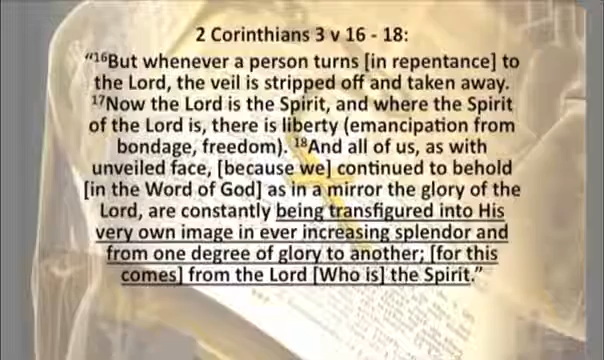 2 Corinthians 3 v 16 - 18:
“¹⁶But whenever a person turns [in repentance] to
the Lord, the veil is stripped off and taken away.
¹⁷Now the Lord is the Spirit, and where the Spirit
of the Lord is, there is liberty (emancipation from
bondage, freedom). ¹⁸And all of us, as with
unveiled face, [because we] continued to behold
[in the Word of God] as in a mirror the glory of the
Lord, are constantly being transfigured into His
very own image in ever increasing splendor and
from one degree of glory to another; [for this
comes] from the Lord [Who is] the Spirit.”